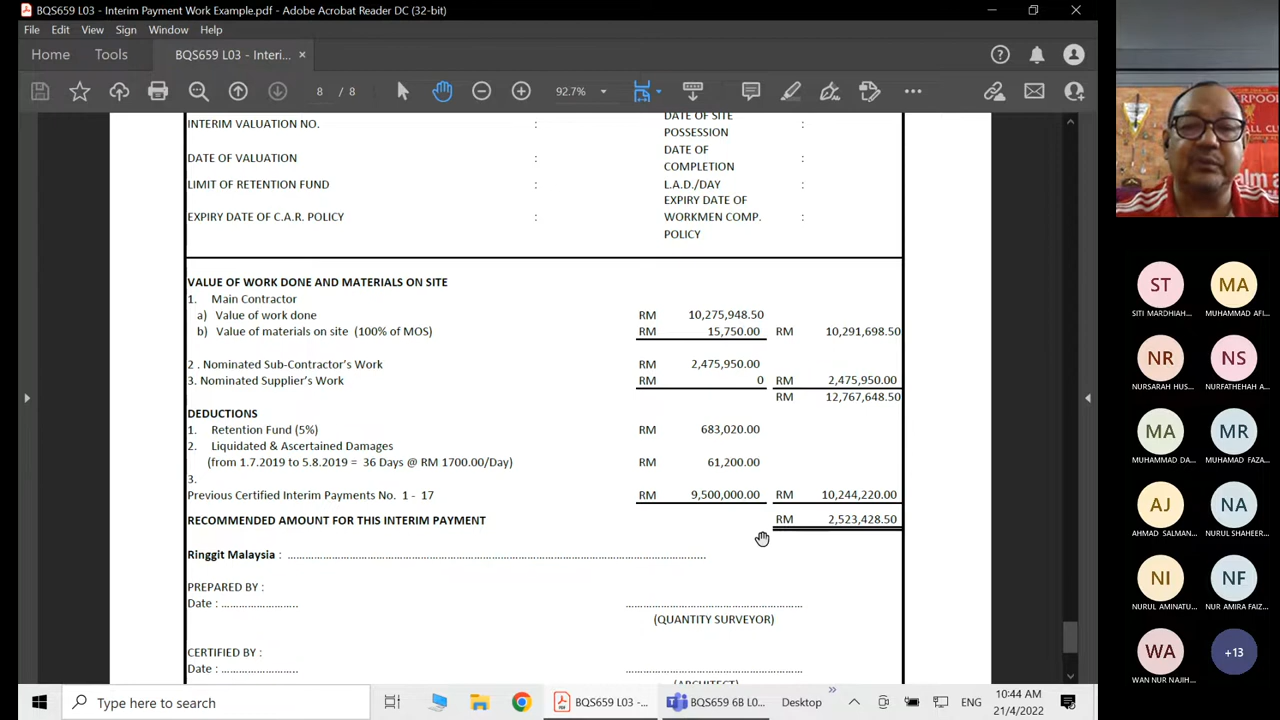 BQS659 L03 - Interim Payment Work Example.pdf - Adobe Acrobat Reader DC (32-bit)
File Edit View Sign Window Help
Home Tools BQS659 L03 - Interi... ×
8 / 8 92.7%
INTERIM VALUATION NO. : DATE OF SITE POSSESSION :
DATE OF VALUATION : DATE OF COMPLETION :
LIMIT OF RETENTION FUND : L.A.D./DAY
EXPIRY DATE OF C.A.R. POLICY : EXPIRY DATE OF WORKMEN COMP. POLICY :
VALUE OF WORK DONE AND MATERIALS ON SITE
1. Main Contractor
a) Value of work done RM 10,275,948.50
b) Value of materials on site (100% of MOS) RM 15,750.00 RM 10,291,698.50
2 . Nominated Sub-Contractor's Work RM 2,475,950.00
3. Nominated Supplier's Work RM 0 RM 2,475,950.00
RM 12,767,648.50
DEDUCTIONS
1. Retention Fund (5%) RM 683,020.00
2. Liquidated & Ascertained Damages
(from 1.7.2019 to 5.8.2019 = 36 Days @ RM 1700.00/Day) RM 61,200.00
3.
Previous Certified Interim Payments No. 1 - 17 RM 9,500,000.00 RM 10,244,220.00
RECOMMENDED AMOUNT FOR THIS INTERIM PAYMENT RM 2,523,428.50
Ringgit Malaysia : ........................................
PREPARED BY :
Date : ........................
(QUANTITY SURVEYOR)
CERTIFIED BY :
Date : ........................
(ARCHITECT)
ST
SITI MARDHIAH...
MA
MUHAMMAD AFI...
NR
NURSARAH HUS...
NS
NURFATHEHAH A...
MA
MUHAMMAD DA...
MR
MUHAMAD FAZA...
AJ
AHMAD SALMAN...
NA
NURUL SHAHEER...
NI
NURUL AMINATU...
NF
NUR AMIRA FAIZ...
WA
WAN NUR NAJIH...
+13
Type here to search
BQS659 L03 -...
BQS659 6B L0...
Desktop
ENG
10:44 AM
21/4/2022